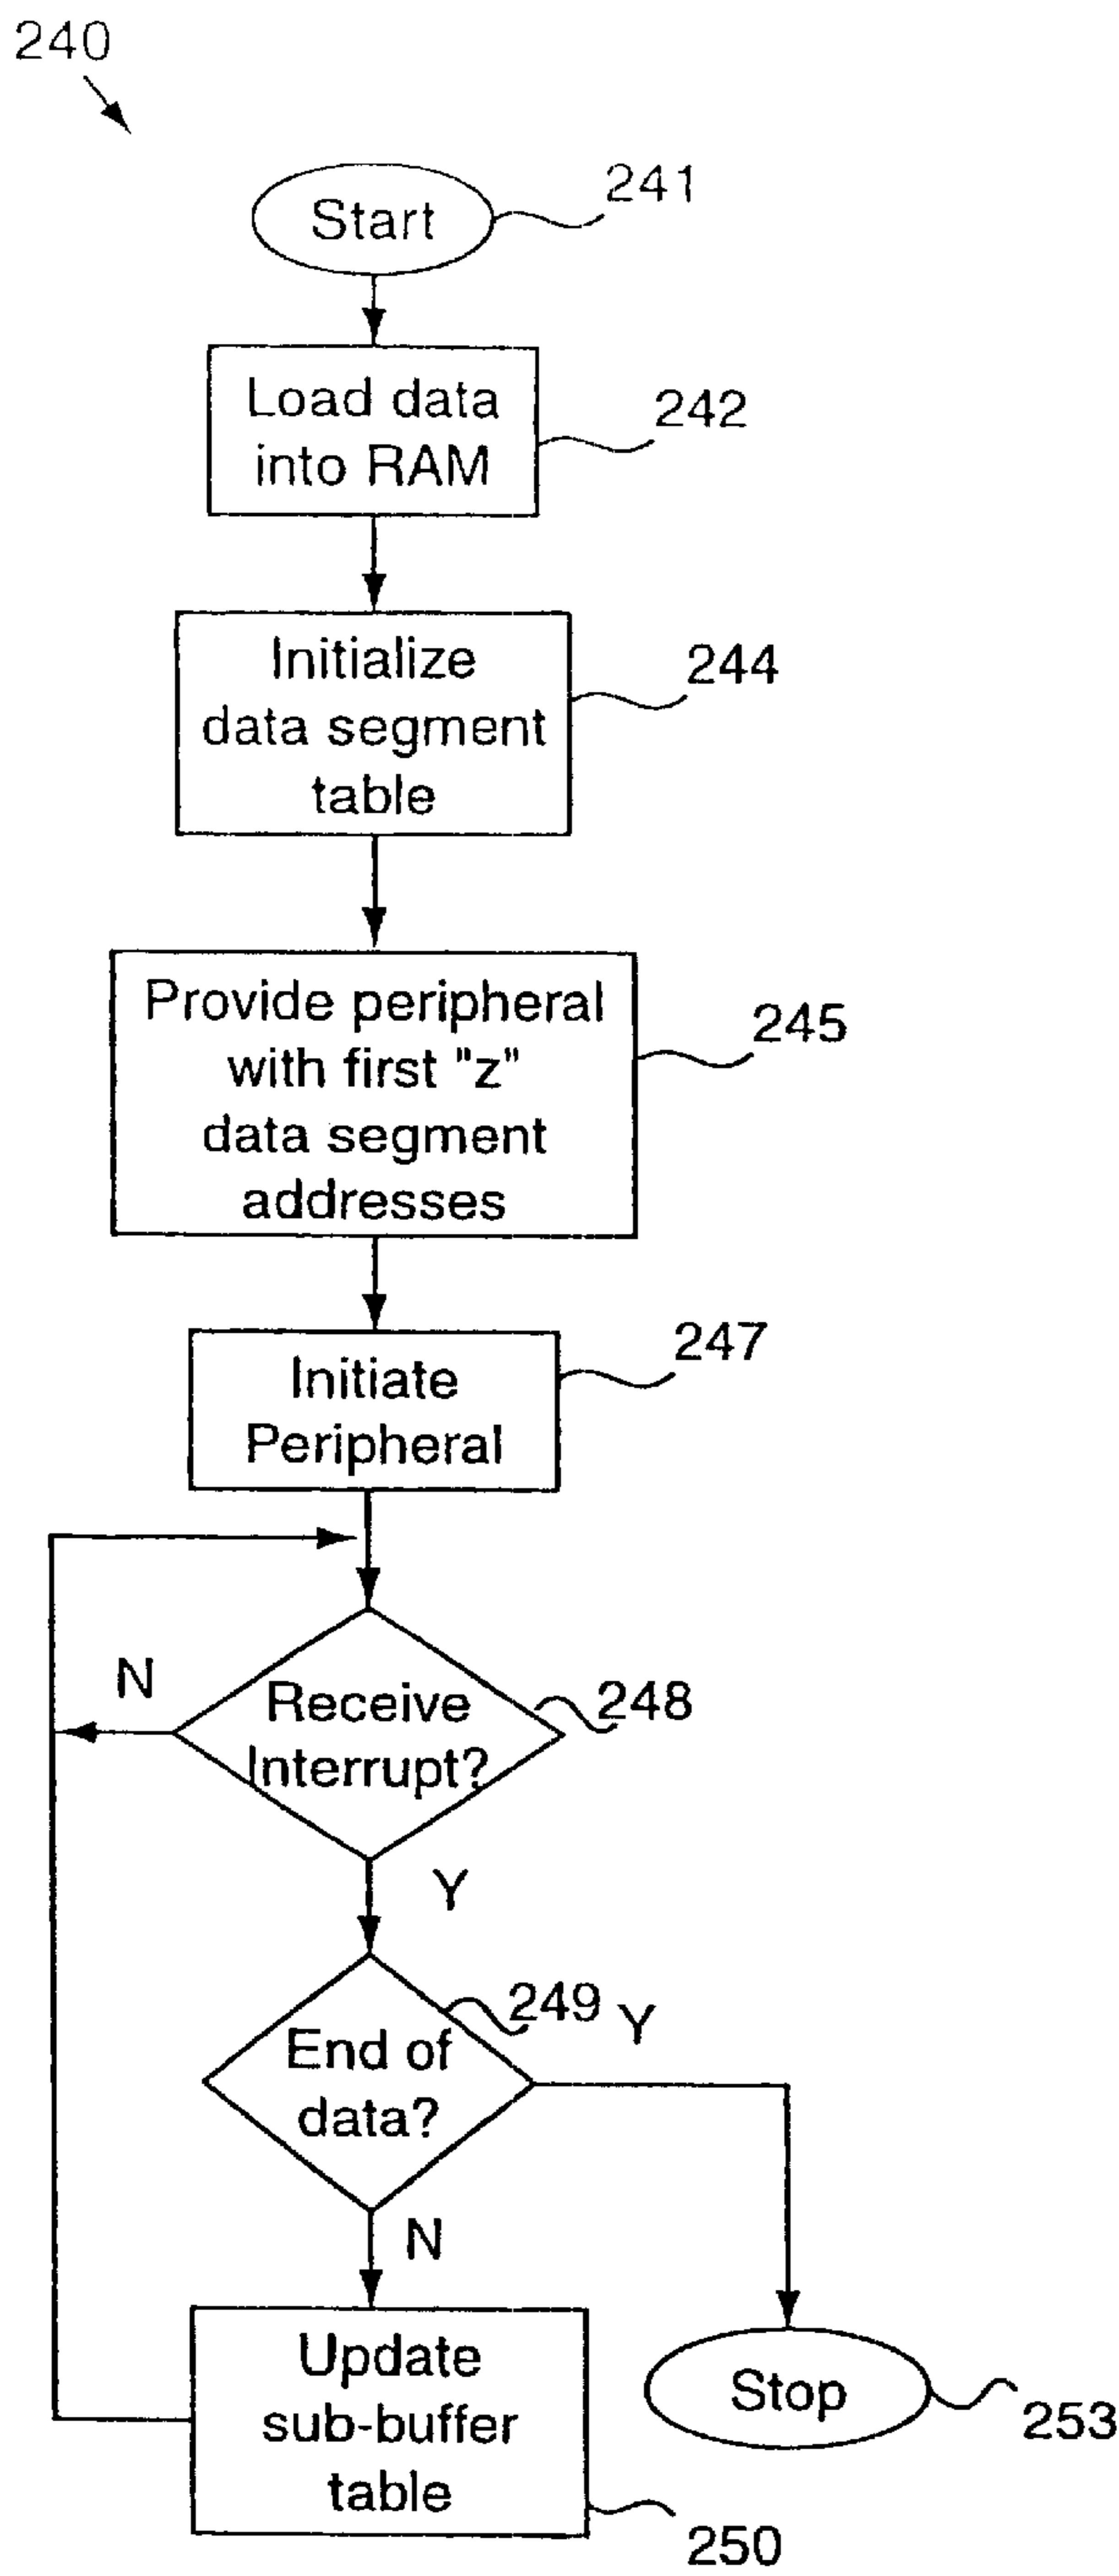 240
Start
241
Load data
into RAM
242
Initialize
data segment
table
244
Provide peripheral
with first "z"
data segment
addresses
245
Initiate
Peripheral
247
N
Receive
Interrupt?
248
Y
249
Y
End of
data?
N
Update
sub-buffer
table
250
Stop
253